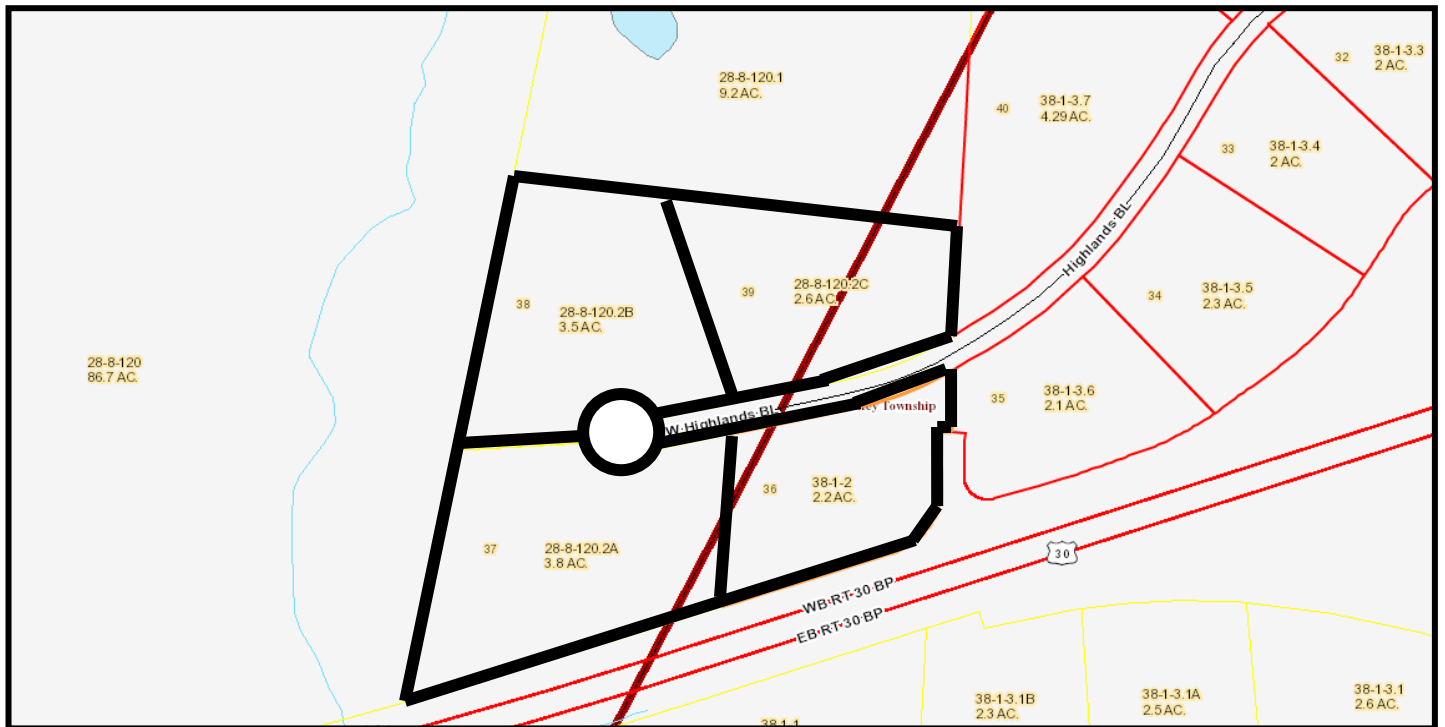 32
38-1-3.3
2 AC.
28-8-120.1
9.2 AC.
40
38-1-3.7
4.29 AC.
33
38-1-3.4
2 AC.
Highlands BL
39
28-8-120.2C
2.6 AC.
34
38-1-3.5
2.3 AC.
38
28-8-120.2B
3.5 AC.
28-8-120
86.7 AC.
35
38-1-3.6
2.1 AC.
W Highlands BL
Township
36
38-1-2
2.2 AC.
37
28-8-120.2A
3.8 AC.
30
WB RT 30 BP
EB RT 30 BP
38-1-3.1B
2.3 AC.
38-1-3.1A
2.5 AC.
38-1-3.1
2.6 AC.
38-1-1